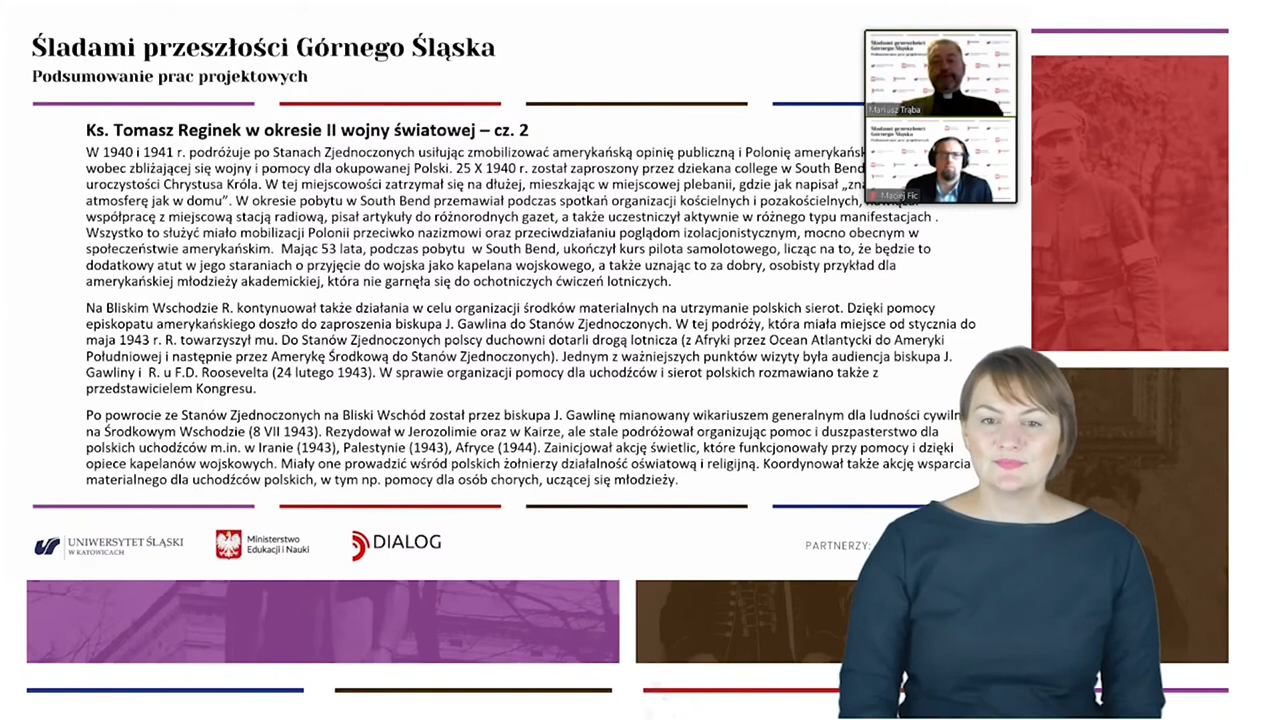 Śladami przeszłości Górnego Śląska
Podsumowanie prac projektowych
Ks. Tomasz Reginek w okresie II wojny światowej – cz. 2
W 1940 i 1941 r. podróżuje po Stanach Zjednoczonych usiłując zmobilizować amerykańską opinię publiczną i Polonię
wobec zbliżającej się wojny i pomocy dla okupowanej Polski. 25 X 1940 r. został zaproszony przez dziekana college w South Bend
uroczystości Chrystusa Króla. W tej miejscowości zatrzymał się na dłużej, mieszkając w miejscowej plebanii, gdzie jak napisał
atmosferę jak w domu”. W okresie pobytu w South Bend przemawiał podczas spotkań organizacji kościelnych i pozakościelnych,
współpracę z miejscową stacją radiową, pisał artykuły do różnorodnych gazet, a także uczestniczył aktywnie w różnego typu manifestacjach .
Wszystko to służyć miało mobilizacji Polonii przeciwko nazizmowi oraz przeciwdziałaniu poglądom izolacjonistycznym, mocno obecnym w
społeczeństwie amerykańskim. Mając 53 lata, podczas pobytu w South Bend, ukończył kurs pilota samolotowego, licząc na to, że będzie to
dodatkowy atut w jego staraniach o przyjęcie do wojska jako kapelana wojskowego, a także uznając to za dobry, osobisty przykład dla
amerykańskiej młodzieży akademickiej, która nie garnęła się do ochotniczych ćwiczeń lotniczych.
Na Bliskim Wschodzie R. kontynuował także działania w celu organizacji środków materialnych na utrzymanie polskich sierot. Dzięki pomocy
episkopatu amerykańskiego doszło do zaproszenia biskupa J. Gawlina do Stanów Zjednoczonych. W tej podróży, która miała miejsce od stycznia do
maja 1943 r. R. towarzyszył mu. Do Stanów Zjednoczonych polscy duchowni dotarli drogą lotnicza (z Afryki przez Ocean Atlantycki do Ameryki
Południowej i następnie przez Amerykę Środkową do Stanów Zjednoczonych). Jednym z ważniejszych punktów wizyty była audiencja biskupa J.
Gawliny i R. u F.D. Roosevelta (24 lutego 1943). W sprawie organizacji pomocy dla uchodźców i sierot polskich rozmawiano także z
przedstawicielem Kongresu.
Po powrocie ze Stanów Zjednoczonych na Bliski Wschód został przez biskupa J. Gawlinę mianowany wikariuszem generalnym dla ludności
na Środkowym Wschodzie (8 VII 1943). Rezydował w Jerozolimie oraz w Kairze, ale stale podróżował organizując pomoc i duszpasterstwo dla
polskich uchodźców m.in. w Iranie (1943), Palestynie (1943), Afryce (1944). Zainicjował akcję świetlic, które funkcjonowały przy pomocy i dzięki
opiece kapelanów wojskowych. Miały one prowadzić wśród polskich żołnierzy działalność oświatową i religijną. Koordynował także akcję wsparcia
materialnego dla uchodźców polskich, w tym np. pomocy dla osób chorych, uczącej się młodzieży.
Mariusz Trąba
Maciej Fic
UNIWERSYTET ŚLĄSKI
W KATOWICACH
Ministerstwo
Edukacji i Nauki
DIALOG
PARTNERZY: